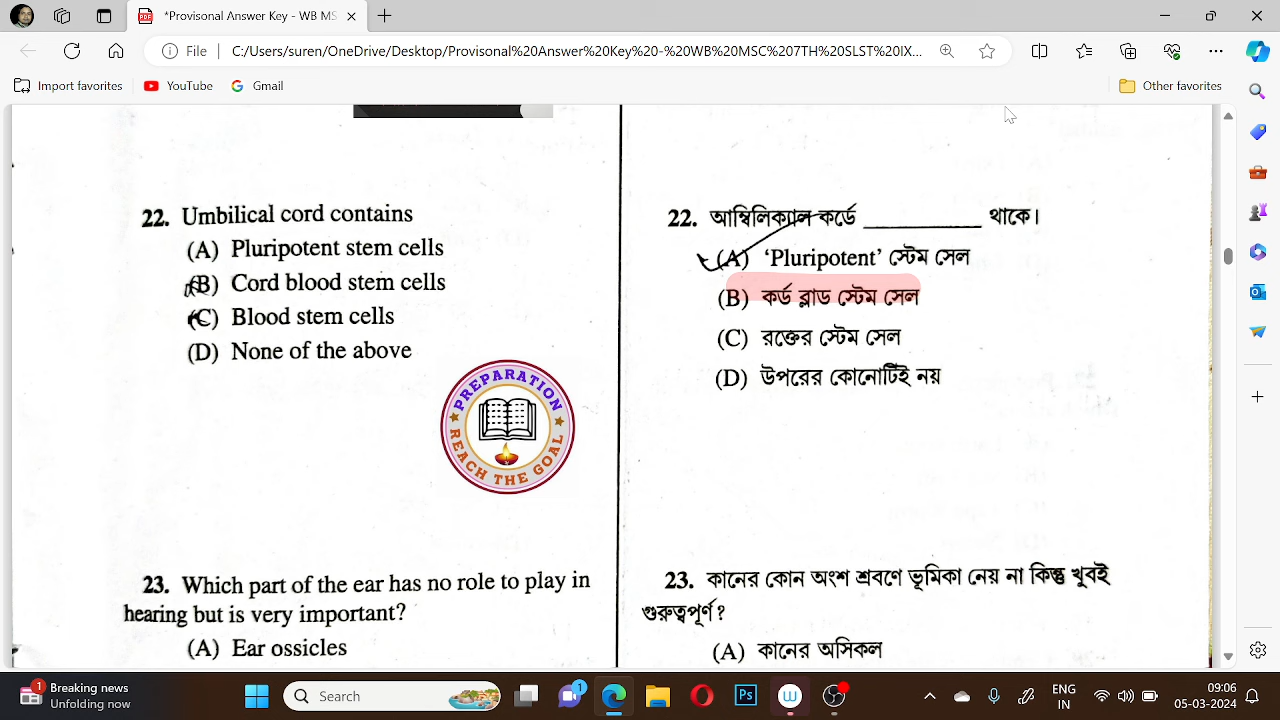 *Provisional Answer Key - WB MS
File
C:/Users/suren/OneDrive/Desktop/Provisonal%20Answer%20Key%20-%20WB%20MSC%207TH%20SLST%20IX...
Import favorites
YouTube
Gmail
Other favorites
22. Umbilical cord contains
(A) Pluripotent stem cells
(B) Cord blood stem cells
(C) Blood stem cells
(D) None of the above
PREPARATION
REACH THE GOAL
23. Which part of the ear has no role to play in
hearing but is very important?
(A) Ear ossicles
22. আম্বিলিক্যাল কর্ডে __________ থাকে।
(A) ‘Pluripotent’ স্টেম সেল
(B) কর্ড ব্লাড স্টেম সেল
(C) রক্তের স্টেম সেল
(D) উপরের কোনোটিই নয়
23. কানের কোন অংশ শ্রবণে ভূমিকা নেয় না কিন্তু খুবই
গুরুত্বপূর্ণ?
(A) কানের অসিকল
1
Breaking news
Unfolding now
Search
1
Ps
W
ENG
IN
09:06
05-03-2024